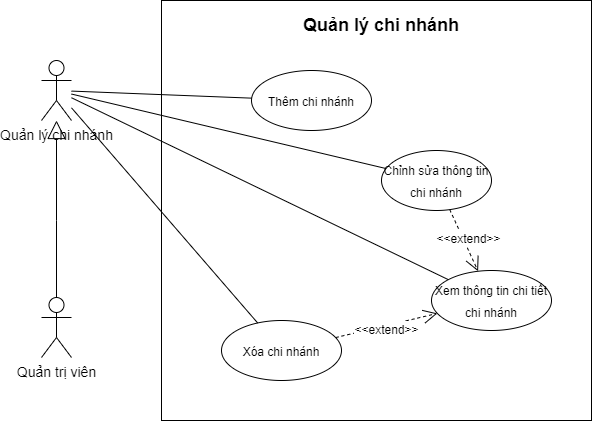 Quản lý chi nhánh
Thêm chi nhánh
Quản lý chi nhánh
Chỉnh sửa thông tin
chi nhánh
<<extend>>
Xem thông tin chi tiết
chi nhánh
<<extend>>
Xóa chi nhánh
Quản trị viên